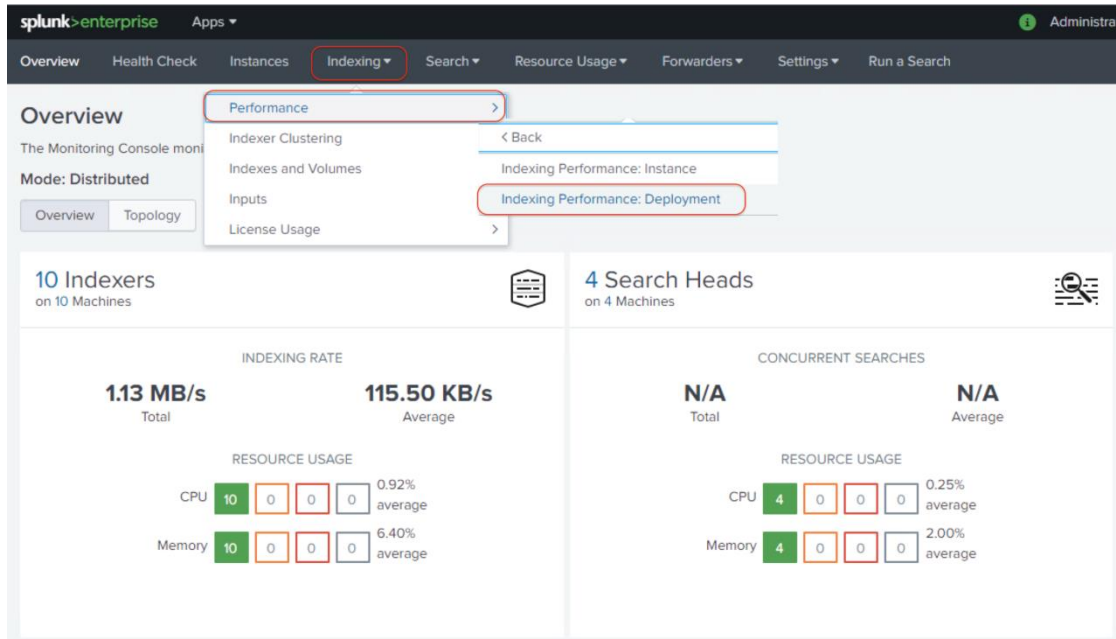 splunk>enterprise Apps
i Administra
Overview Health Check Instances Indexing Search Resource Usage Forwarders Settings Run a Search
Overview
The Monitoring Console moni
Mode: Distributed
Overview Topology
Performance >
Indexer Clustering
Indexes and Volumes
Inputs
License Usage >
< Back
Indexing Performance: Instance
Indexing Performance: Deployment
10 Indexers
on 10 Machines
INDEXING RATE
1.13 MB/s 115.50 KB/s
Total Average
RESOURCE USAGE
CPU 10 0 0 0 0.92% average
Memory 10 0 0 0 6.40% average
4 Search Heads
on 4 Machines
CONCURRENT SEARCHES
N/A N/A
Total Average
RESOURCE USAGE
CPU 4 0 0 0 0.25% average
Memory 4 0 0 0 2.00% average